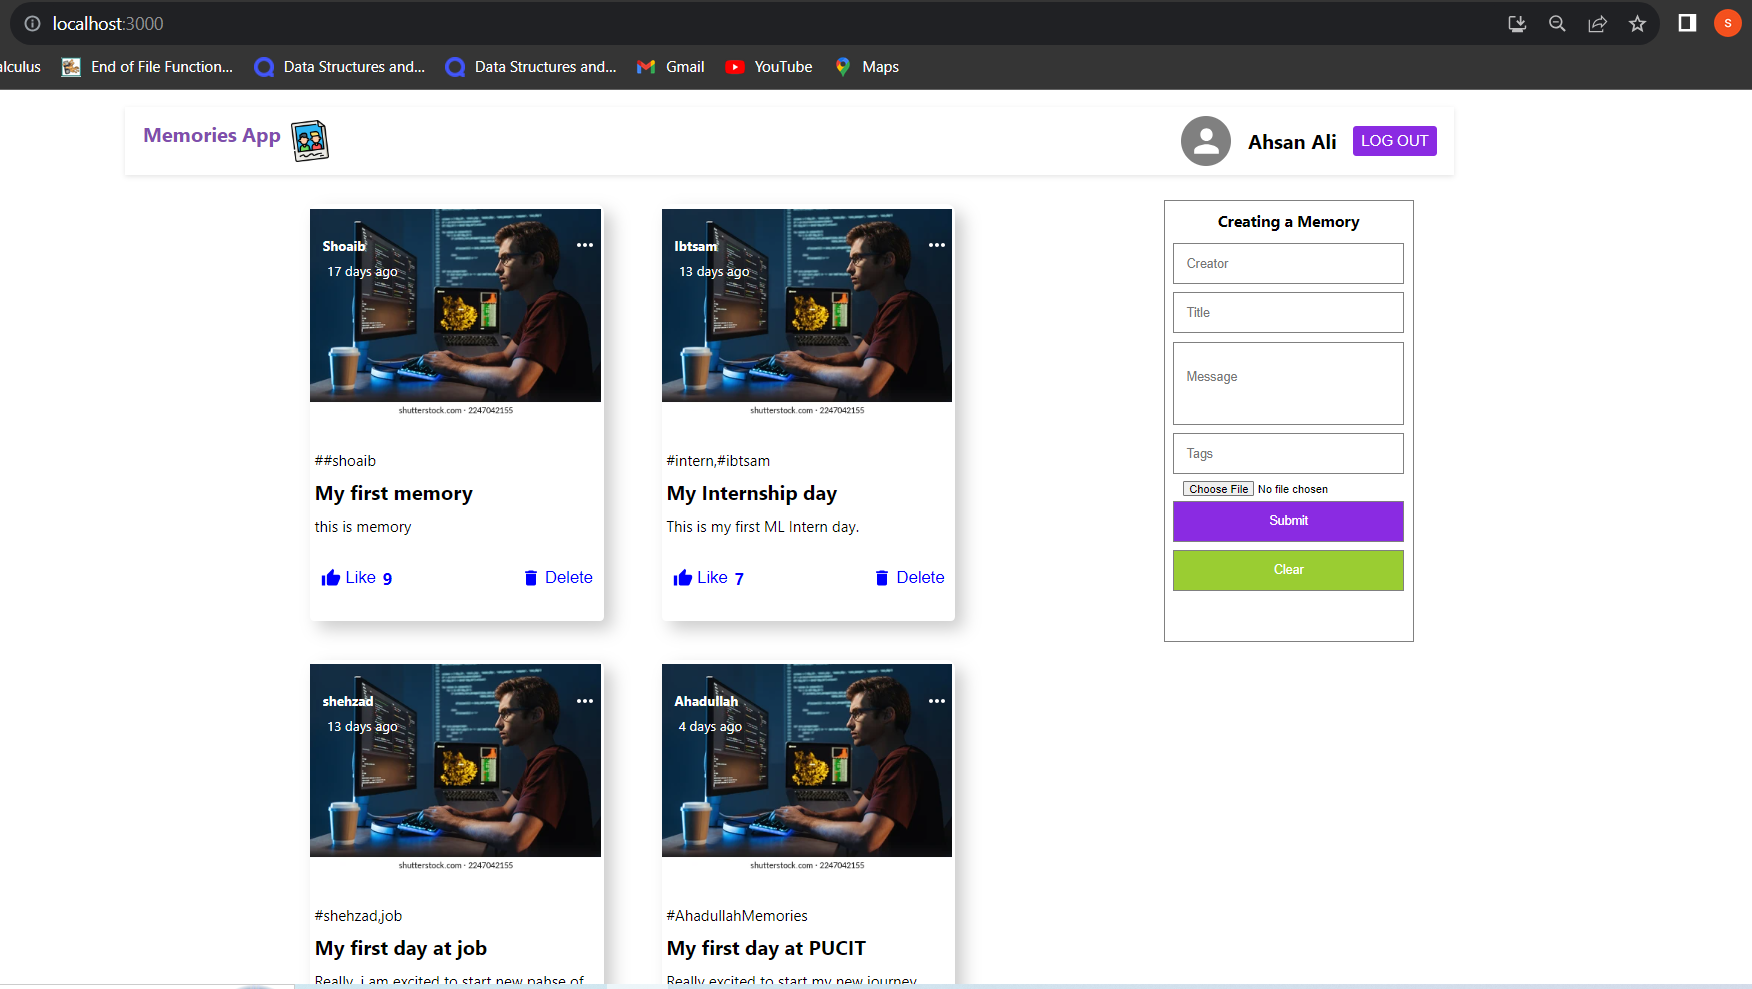 localhost:3000
alculus End of File Function... Data Structures and... Data Structures and... Gmail YouTube Maps
S
Memories App
Ahsan Ali
LOG OUT
Shoaib
17 days ago
shutterstock.com · 2247042155
##shoaib
My first memory
this is memory
Like 9
Delete
Ibtsam
13 days ago
shutterstock.com · 2247042155
#intern,#ibtsam
My Internship day
This is my first ML Intern day.
Like 7
Delete
Creating a Memory
Creator
Title
Message
Tags
Choose File No file chosen
Submit
Clear
shehzad
13 days ago
shutterstock.com · 2247042155
#shehzad,job
My first day at job
Really, i am excited to start new pahse of
Ahadullah
4 days ago
shutterstock.com · 2247042155
#AhadullahMemories
My first day at PUCIT
Really excited to start my new journey